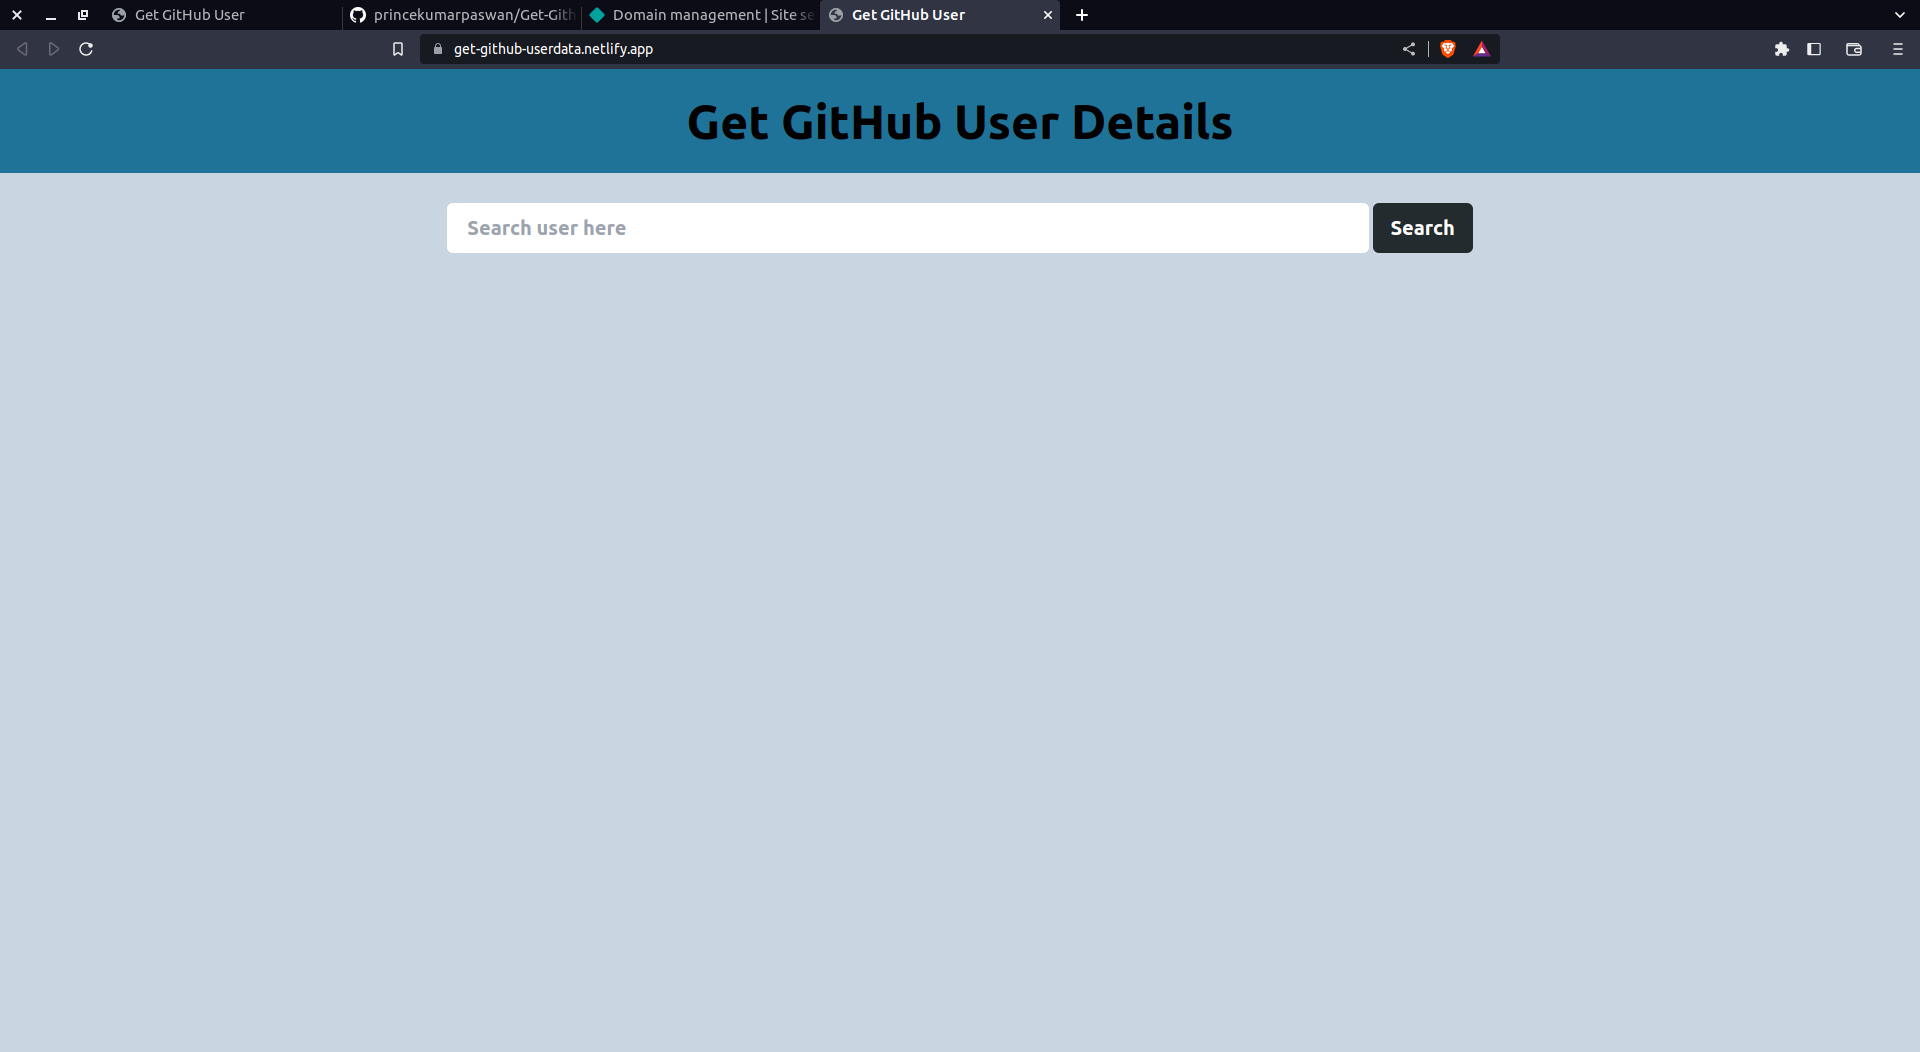 Get GitHub User
princekumarpaswan/Get-Gith
Domain management | Site se
Get GitHub User
get-github-userdata.netlify.app
Get GitHub User Details
Search user here
Search